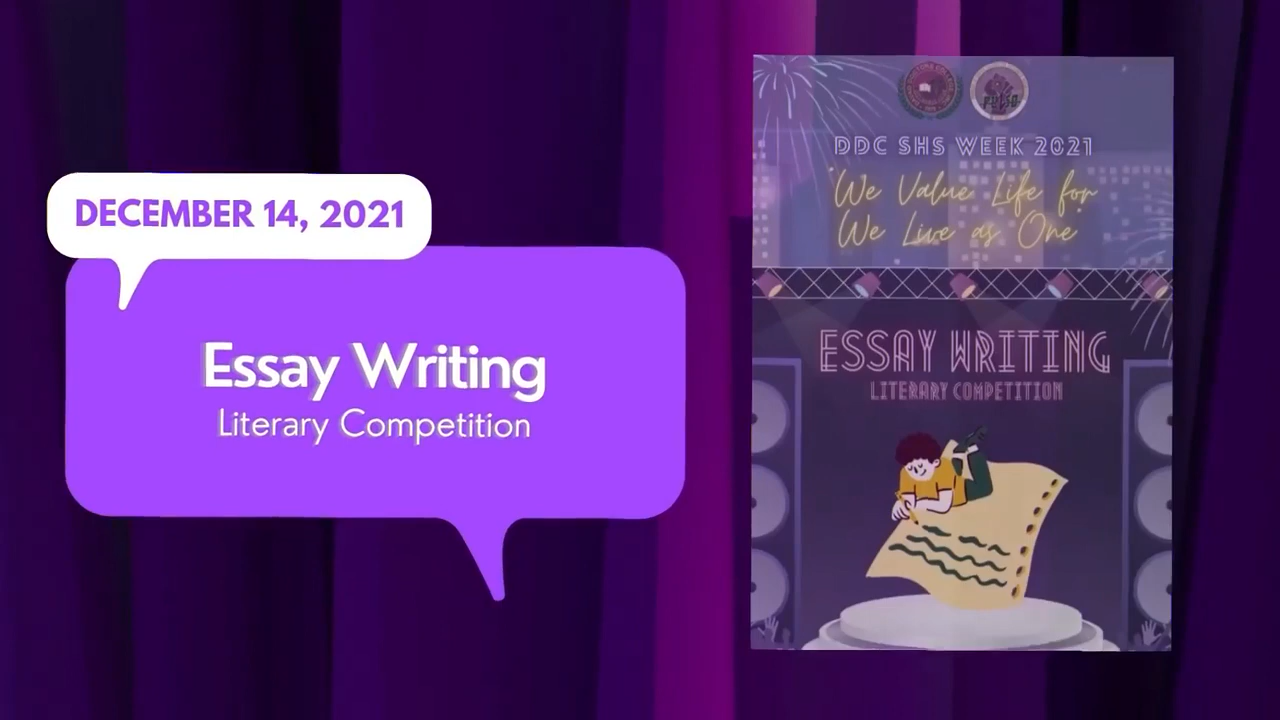 DECEMBER 14, 2021
Essay Writing
Literary Competition
DDC SHS WEEK 2021
"We Value Life for
We Live as One"
ESSAY WRITING
LITERARY COMPETITION